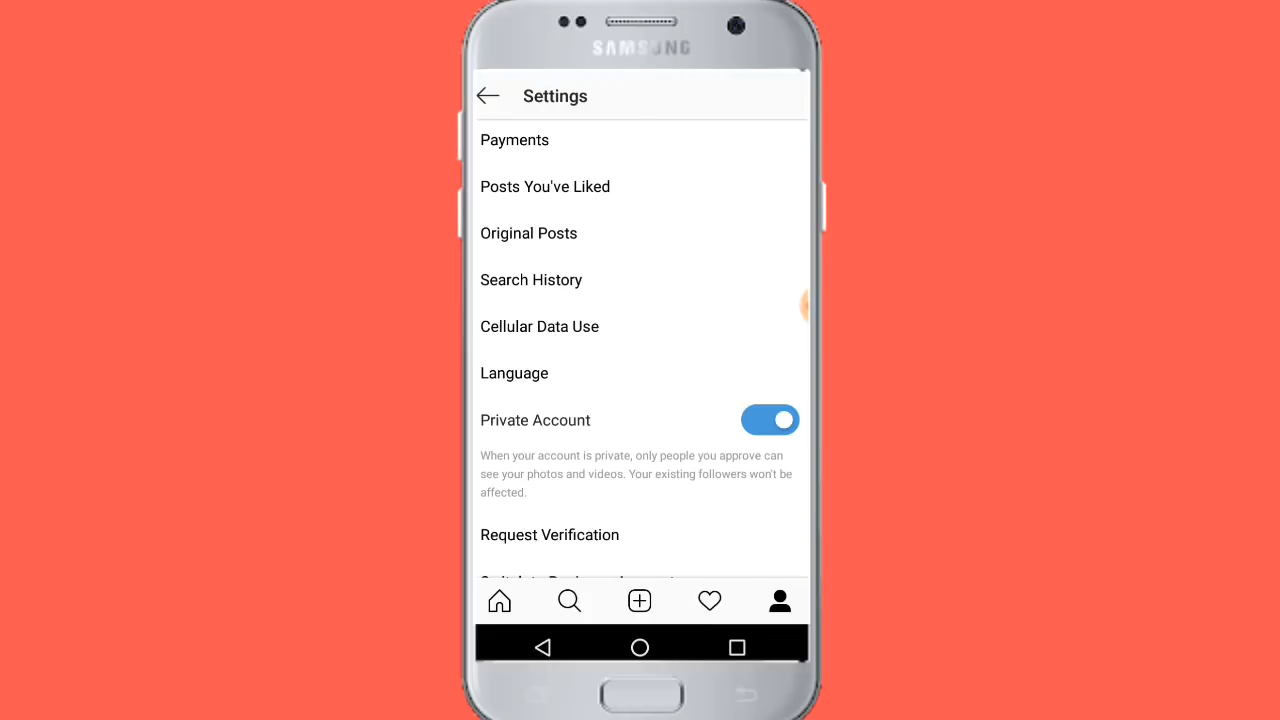 SAMSUNG
Settings
Payments
Posts You've Liked
Original Posts
Search History
Cellular Data Use
Language
Private Account
When your account is private, only people you approve can
see your photos and videos. Your existing followers won't be
affected.
Request Verification